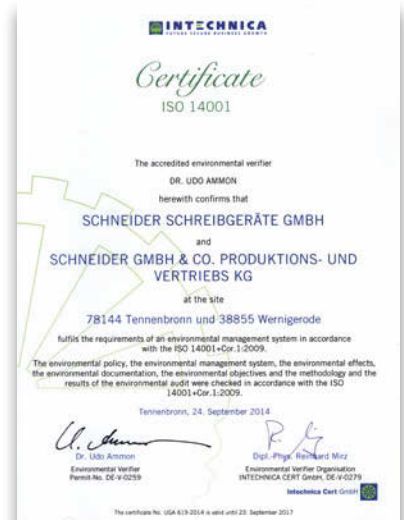 INTECHNICA
FUTURE SECURE BUSINESS GROWTH
Certificate
ISO 14001
The accredited environmental verifier
DR. UDO AMMON
herewith confirms that
SCHNEIDER SCHREIBGERÄTE GMBH
and
SCHNEIDER GMBH & CO. PRODUKTIONS- UND
VERTRIEBS KG
at the site
78144 Tennenbronn und 38855 Wernigerode
fulfils the requirements of an environmental management system in accordance
with the ISO 14001+Cor.1:2009.
The environmental policy, the environmental management system, the environmental effects,
the environmental documentation, the environmental objectives and the methodology and the
results of the environmental audit were checked in accordance with the ISO
14001+Cor.1:2009.
Tennenbronn, 24. September 2014
Dr. Udo Ammon
Environmental Verifier
Permit-No. DE-V-0259
Dipl.-Phys. Reinhard Mirz
Environmental Verifier Organisation
INTECHNICA CERT GmbH, DE-V-0279
Intechnica Cert GmbH
The certificate No. UGA 619-2014 is valid until 23. September 2017